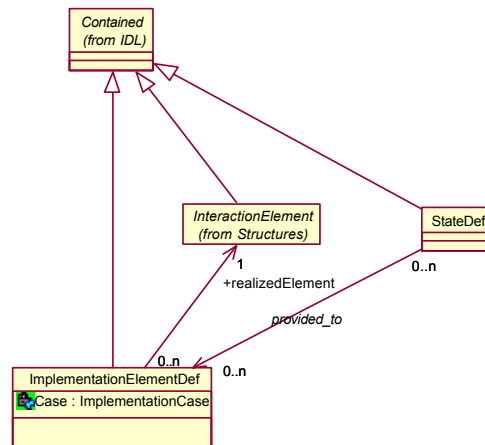 Contained
(from IDL)
InteractionElement
(from Structures)
StateDef
1
0..n
+realizedElement
provided_to
0..n
0..n
ImplementationElementDef
Case : ImplementationCase